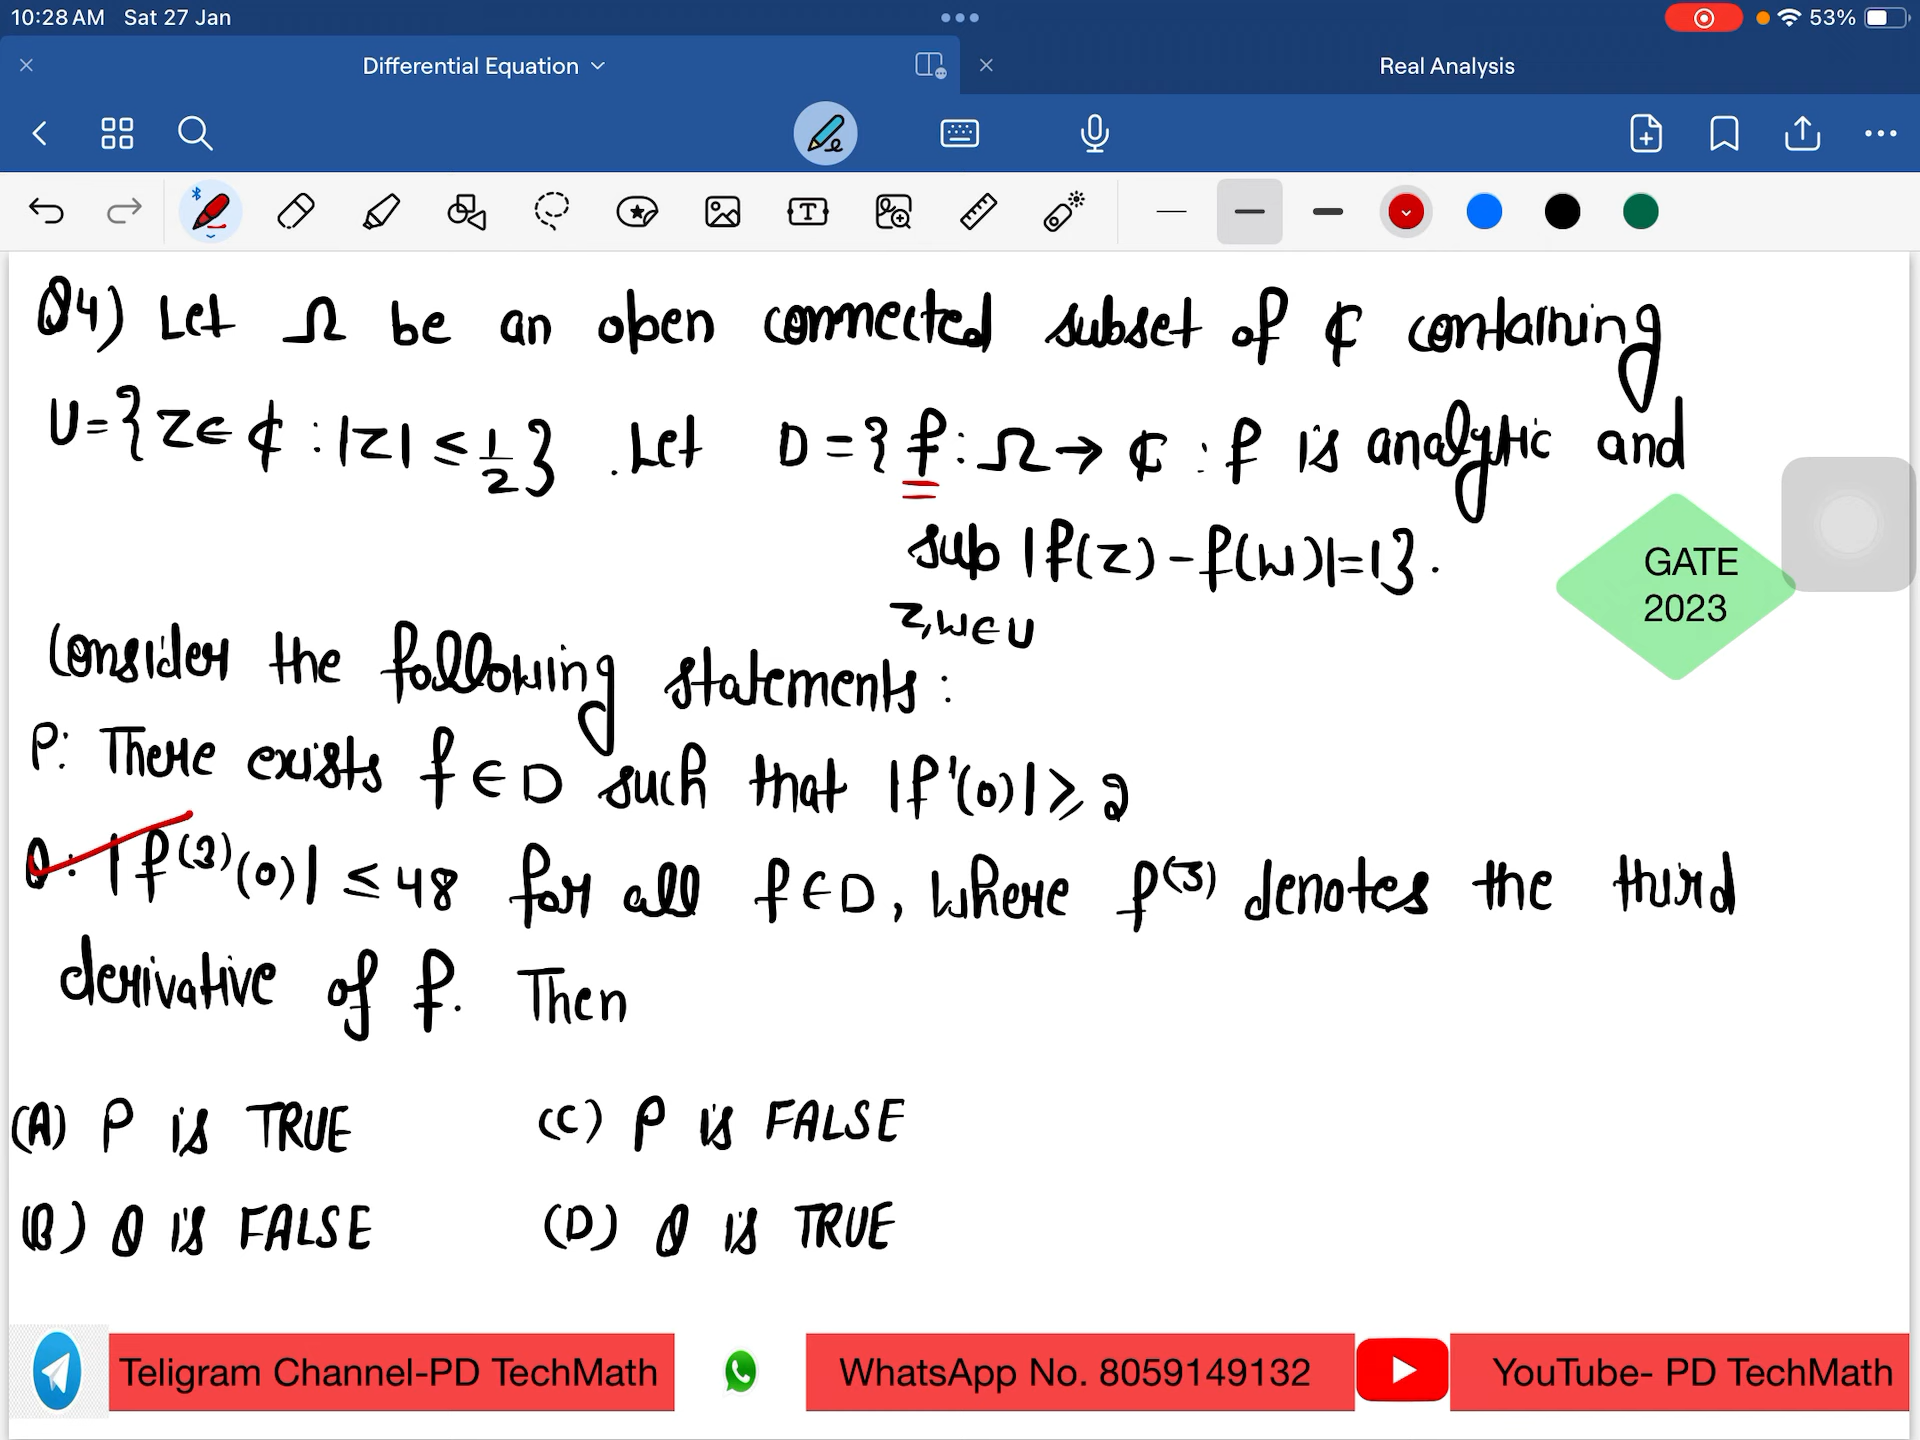 10:28 AM Sat 27 Jan
53%
Differential Equation
Real Analysis
Q4) Let Ω be an open connected subset of ℂ containing
U={z∈ℂ:|z|≤1/2}. Let D={f:Ω→ℂ:f is analytic and
sup |f(z)-f(w)|=1}.
z,w∈U
GATE
2023
Consider the following statements:
P: There exists f∈D such that |f'(0)|≥2
Q: |f⁽³⁾(0)|≤48 for all f∈D, where f⁽³⁾ denotes the third
derivative of f. Then
(A) P is TRUE (C) P is FALSE
(B) Q is FALSE (D) Q is TRUE
Teligram Channel-PD TechMath
WhatsApp No. 8059149132
YouTube- PD TechMath